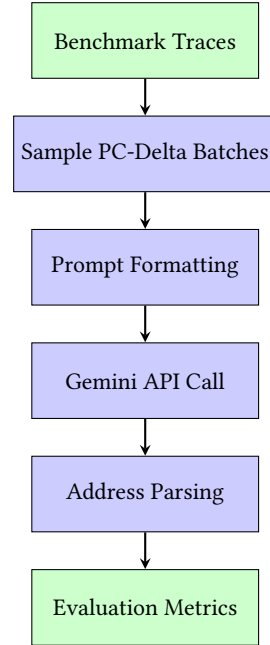 Benchmark Traces
Sample PC-Delta Batches
Prompt Formatting
Gemini API Call
Address Parsing
Evaluation Metrics